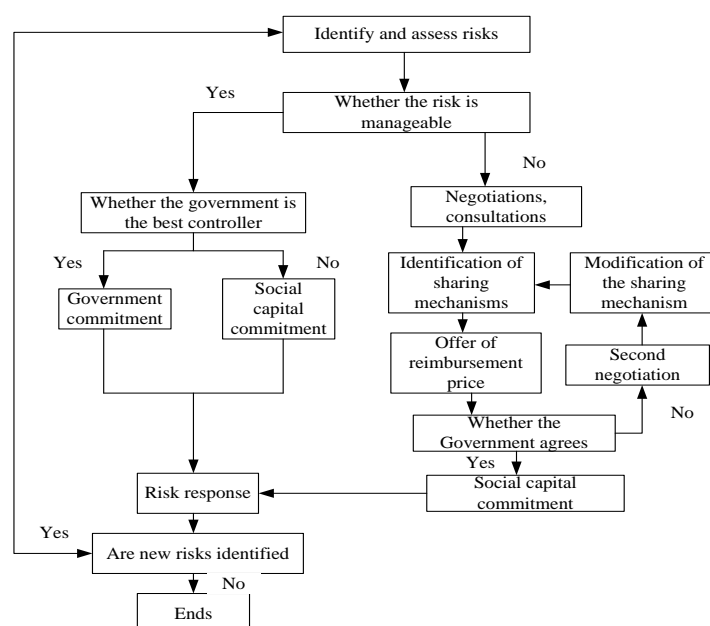 Identify and assess risks
Yes
Whether the risk is
manageable
No
Whether the government is
the best controller
Negotiations,
consultations
Yes
No
Government
commitment
Social
capital
commitment
Identification of
sharing
mechanisms
Modification of
the sharing
mechanism
Offer of
reimbursement
price
Second
negotiation
No
Whether the
Government agrees
Yes
Social capital
commitment
Risk response
Yes
Are new risks identified
No
Ends